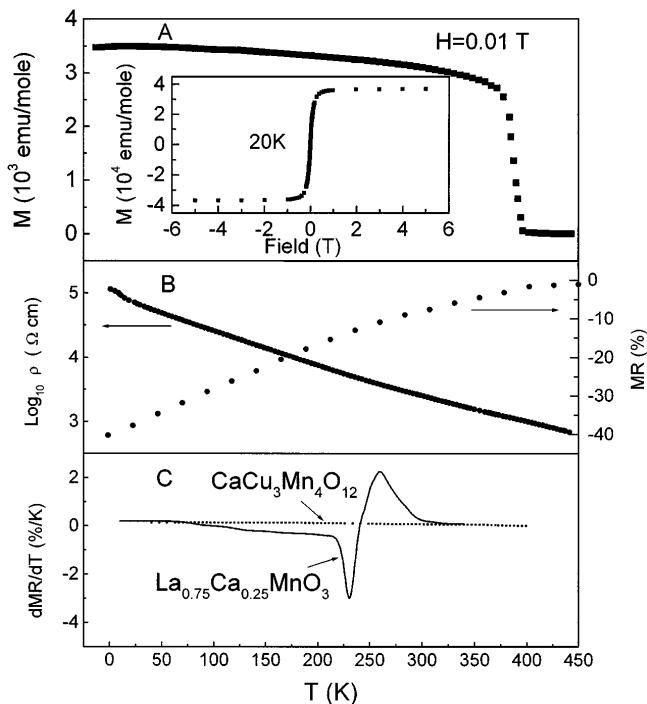 A
H=0.01 T
M (10³ emu/mole)
4
3
2
1
0
M (10⁴ emu/mole)
4
2
0
-2
-4
20K
-6 -4 -2 0 2 4 6
Field (T)
B
Log₁₀ ρ ( Ω cm)
5
4
3
0
-10
-20
-30
-40
MR (%)
C
CaCu₃Mn₄O₁₂
La₀.₇₅Ca₀.₂₅MnO₃
dMR/dT (%/K)
2
0
-2
-4
0 50 100 150 200 250 300 350 400 450
T (K)